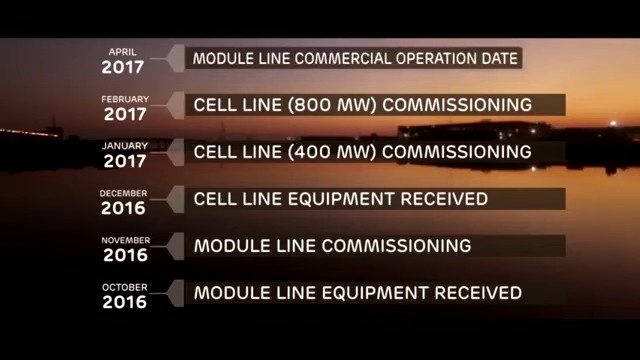 APRIL
2017
MODULE LINE COMMERCIAL OPERATION DATE
FEBRUARY
2017
CELL LINE (800 MW) COMMISSIONING
JANUARY
2017
CELL LINE (400 MW) COMMISSIONING
DECEMBER
2016
CELL LINE EQUIPMENT RECEIVED
NOVEMBER
2016
MODULE LINE COMMISSIONING
OCTOBER
2016
MODULE LINE EQUIPMENT RECEIVED